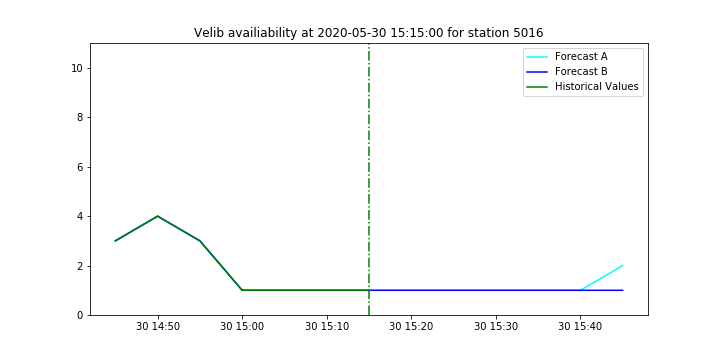 Velib availiability at 2020-05-30 15:15:00 for station 5016
Forecast A
Forecast B
Historical Values
10
8
6
4
2
0
30 14:50 30 15:00 30 15:10 30 15:20 30 15:30 30 15:40